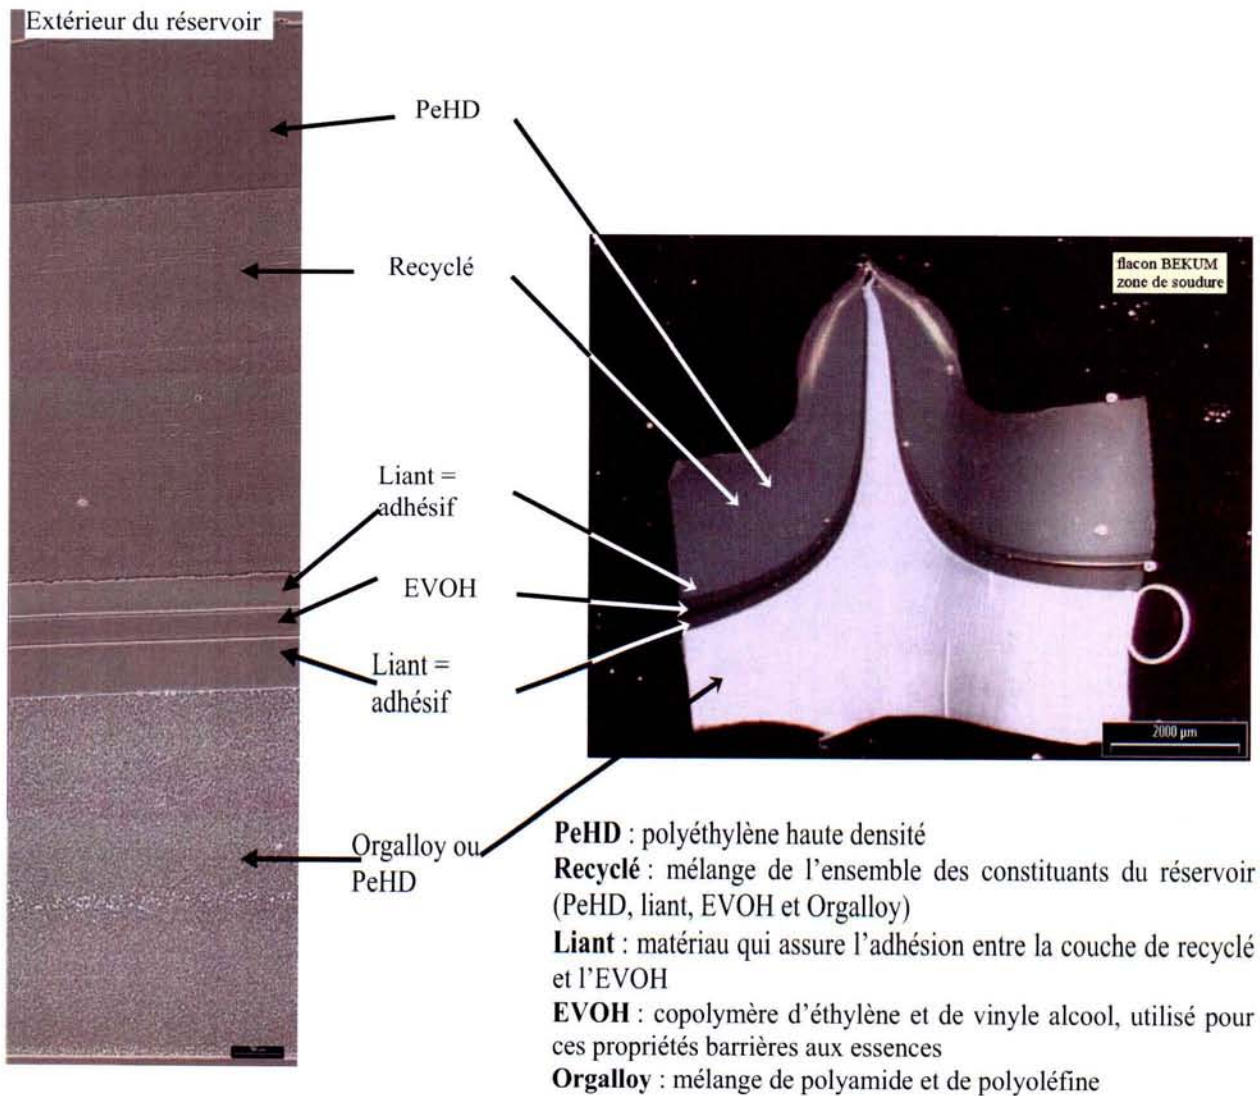 Extérieur du réservoir
PeHD
Recyclé
Liant =
adhésif
EVOH
Liant =
adhésif
Orgalloy ou
PeHD
flacon BEKUM
zone de soudure
2000 µm
PeHD : polyéthylène haute densité
Recyclé : mélange de l'ensemble des constituants du réservoir
(PeHD, liant, EVOH et Orgalloy)
Liant : matériau qui assure l'adhésion entre la couche de recyclé
et l'EVOH
EVOH : copolymère d'éthylène et de vinyle alcool, utilisé pour
ces propriétés barrières aux essences
Orgalloy : mélange de polyamide et de polyoléfine